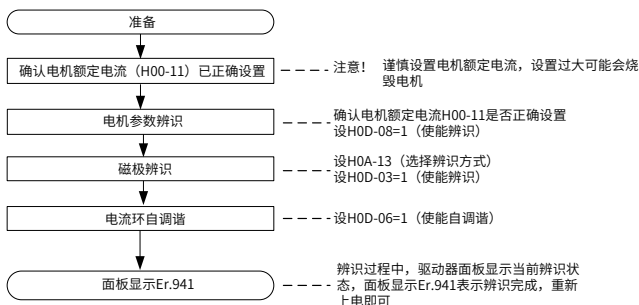 准备
确认电机额定电流（H00-11）已正确设置
注意！ 谨慎设置电机额定电流，设置过大可能会烧
毁电机
电机参数辨识
确认电机额定电流H00-11是否正确设置
设H0D-08=1（使能辨识）
磁极辨识
设H0A-13（选择辨识方式）
设H0D-03=1（使能辨识）
电流环自调谐
设H0D-06=1（使能自调谐）
面板显示Er.941
辨识过程中，驱动器面板显示当前辨识状
态，面板显示Er.941表示辨识完成，重新
上电即可